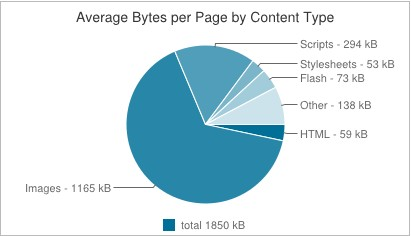 Average Bytes per Page by Content Type
Scripts - 294 kB
Stylesheets - 53 kB
Flash - 73 kB
Other - 138 kB
HTML - 59 kB
Images - 1165 kB
total 1850 kB